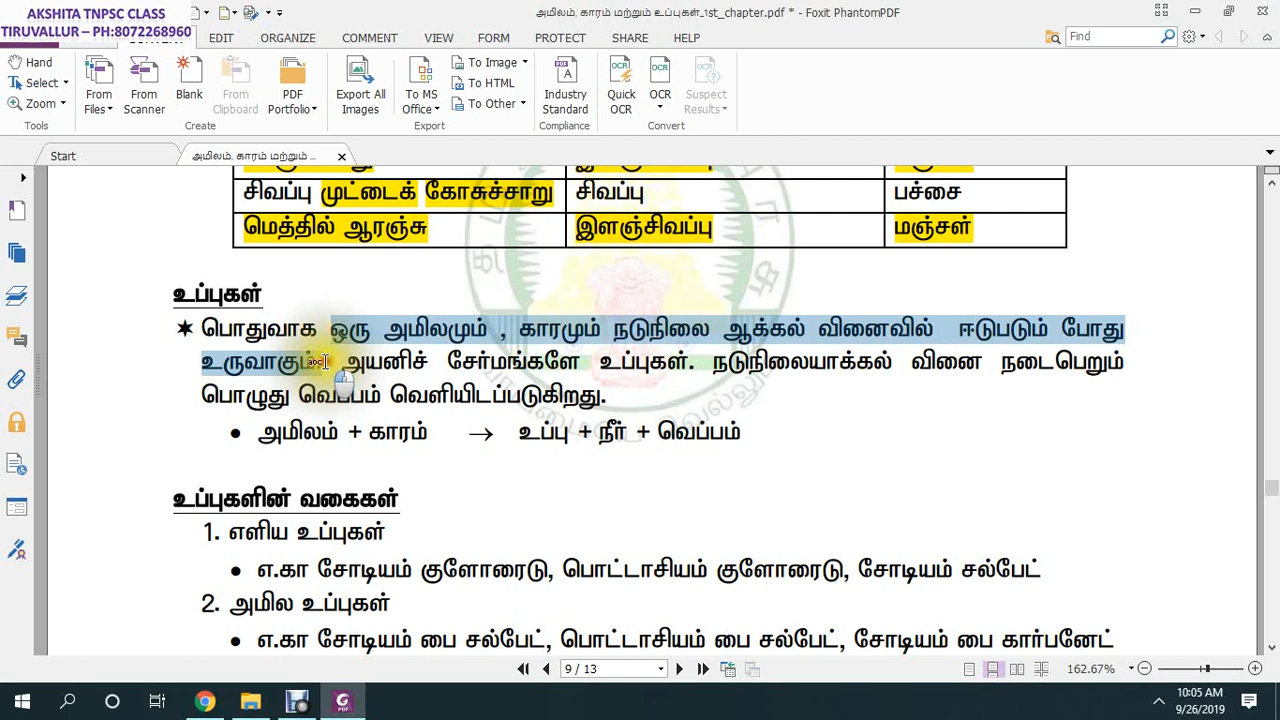 AKSHITA TNPSC CLASS
TIRUVALLUR – PH:8072268960
அமிலம், காரம் மற்றும் உப்புகள்_1st_chapter.pdf * - Foxit PhantomPDF
EDIT ORGANIZE COMMENT VIEW FORM PROTECT SHARE HELP
Find
Hand
Select
Zoom
Tools
From Files
From Scanner
Blank
From Clipboard
PDF Portfolio
Create
Export All Images
To MS Office
To Image
To HTML
To Other
Export
Industry Standard
Compliance
Quick OCR
OCR
Suspect Results
Convert
Start
அமிலம், காரம் மற்றும் ...
சிவப்பு முட்டைக் கோசுச்சாறு சிவப்பு பச்சை
மெத்தில் ஆரஞ்சு இளஞ்சிவப்பு மஞ்சள்
உப்புகள்
✶ பொதுவாக ஒரு அமிலமும் , காரமும் நடுநிலை ஆக்கல் வினைவில் ஈடுபடும் போது
உருவாகும் அயனிச் சேர்மங்களே உப்புகள். நடுநிலையாக்கல் வினை நடைபெறும்
பொழுது வெப்பம் வெளியிடப்படுகிறது.
• அமிலம் + காரம் → உப்பு + நீர் + வெப்பம்
உப்புகளின் வகைகள்
1. எளிய உப்புகள்
• எ.கா சோடியம் குளோரைடு, பொட்டாசியம் குளோரைடு, சோடியம் சல்பேட்
2. அமில உப்புகள்
• எ.கா சோடியம் பை சல்பேட், பொட்டாசியம் பை சல்பேட், சோடியம் பை கார்பனேட்
9 / 13
162.67%
10:05 AM
9/26/2019